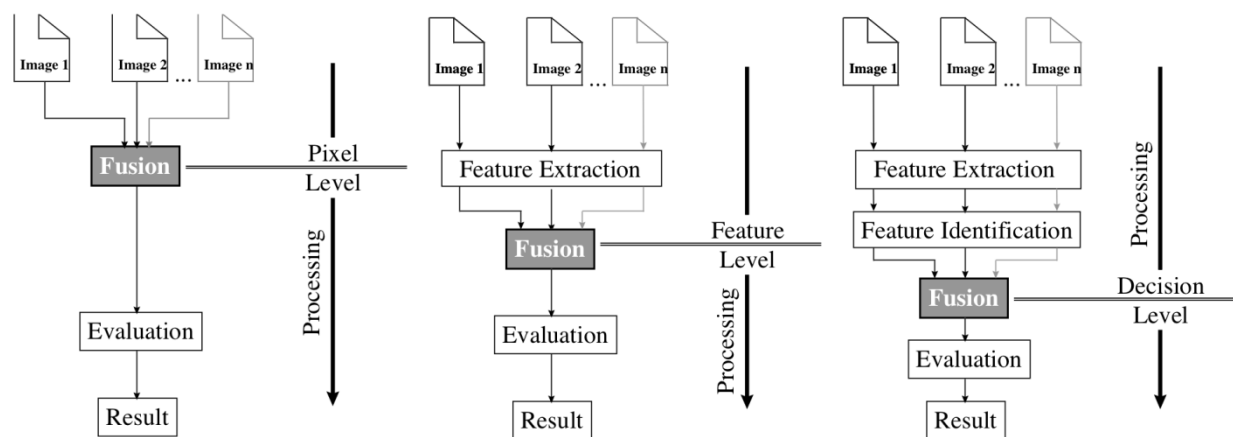 Image 1
Image 2
...
Image n
Fusion
Pixel
Level
Processing
Evaluation
Result
Image 1
Image 2
...
Image n
Feature Extraction
Fusion
Feature
Level
Processing
Evaluation
Result
Image 1
Image 2
...
Image n
Feature Extraction
Feature Identification
Processing
Fusion
Decision
Level
Evaluation
Result